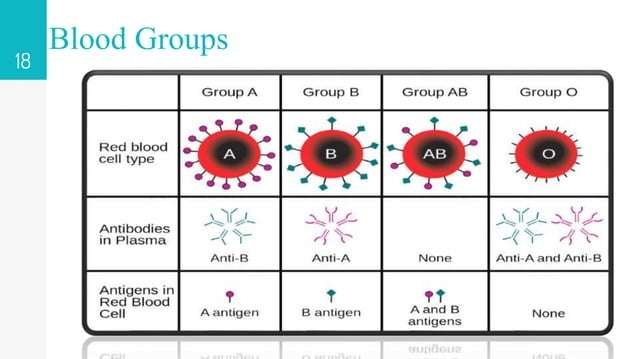 18
Blood Groups
Group A
Group B
Group AB
Group O
Red blood
cell type
A
B
AB
O
Antibodies
in Plasma
Anti-B
Anti-A
None
Anti-A and Anti-B
Antigens in
Red Blood
Cell
A antigen
B antigen
A and B
antigens
None